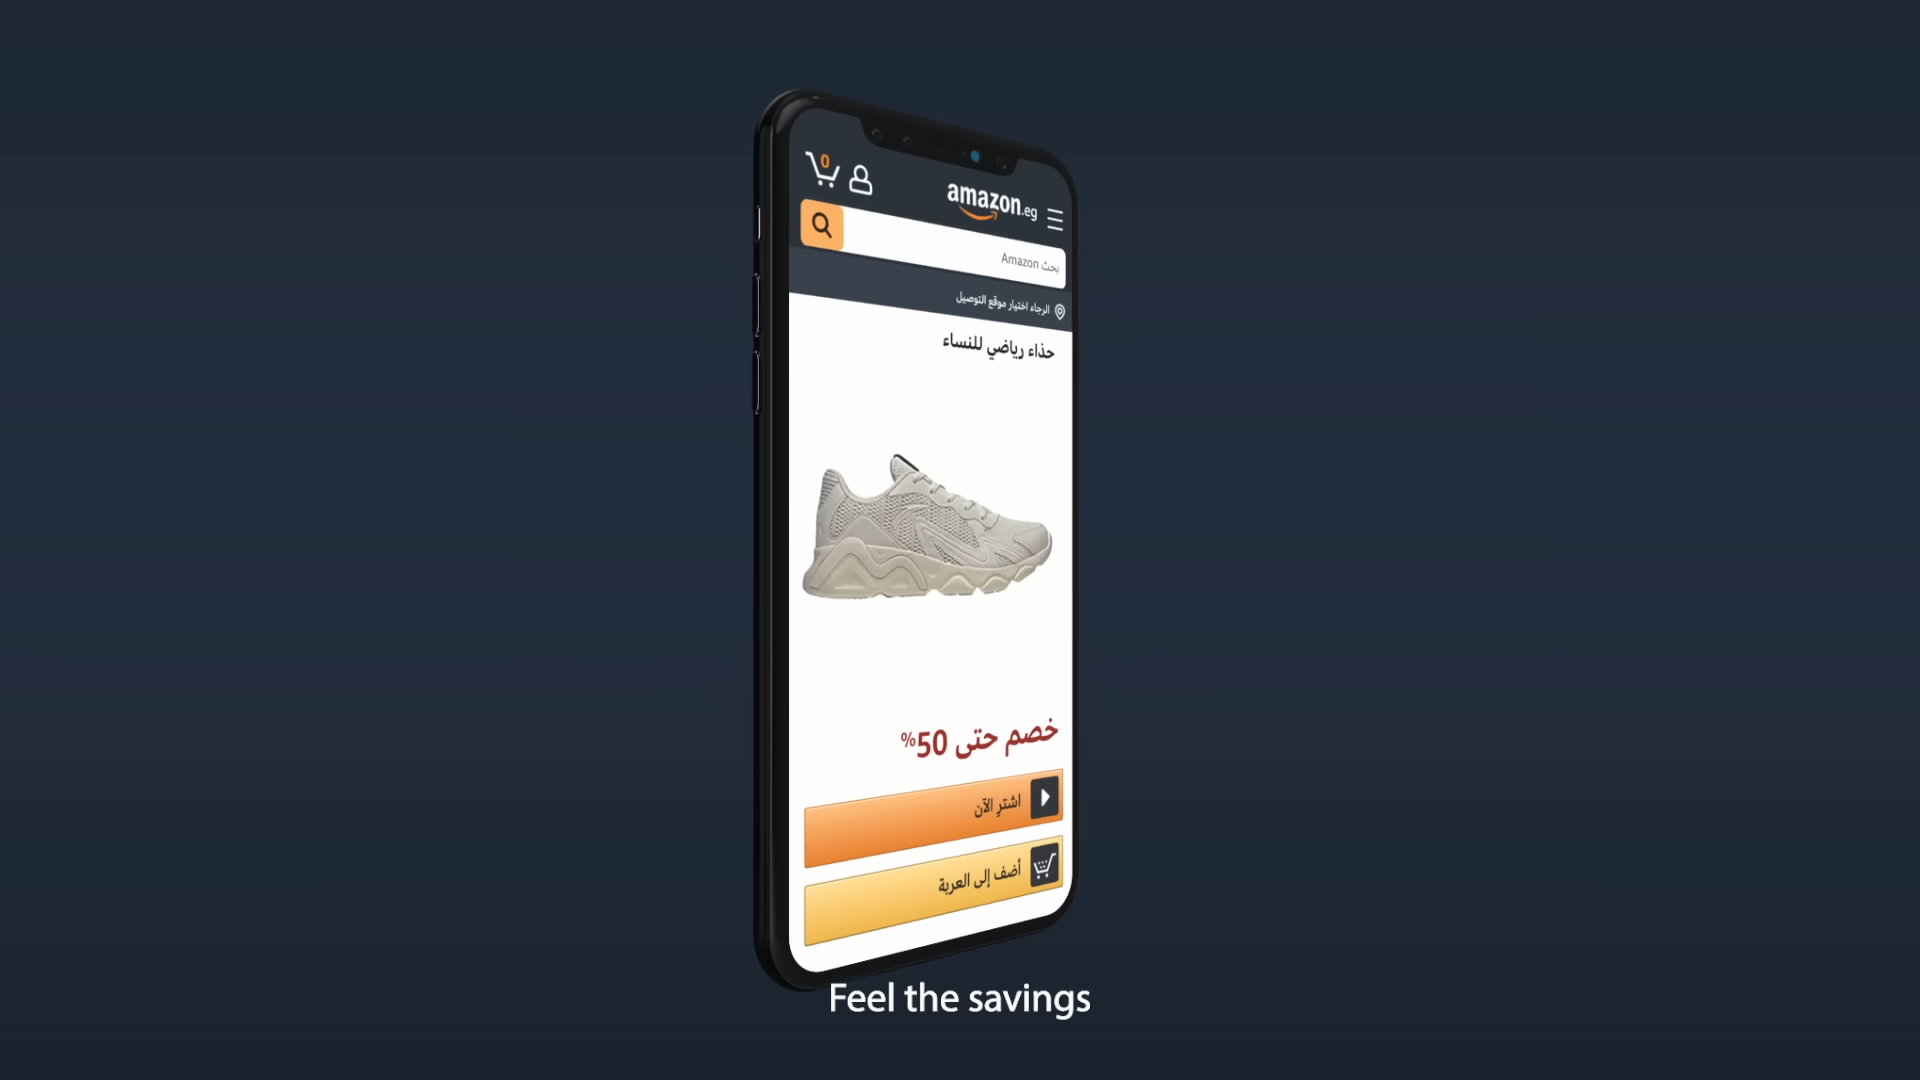 0
amazon.eg
بحث Amazon
الرجاء اختيار موقع التوصيل
حذاء رياضي للنساء
خصم حتى 50%
اشترِ الآن
أضف إلى العربة
Feel the savings